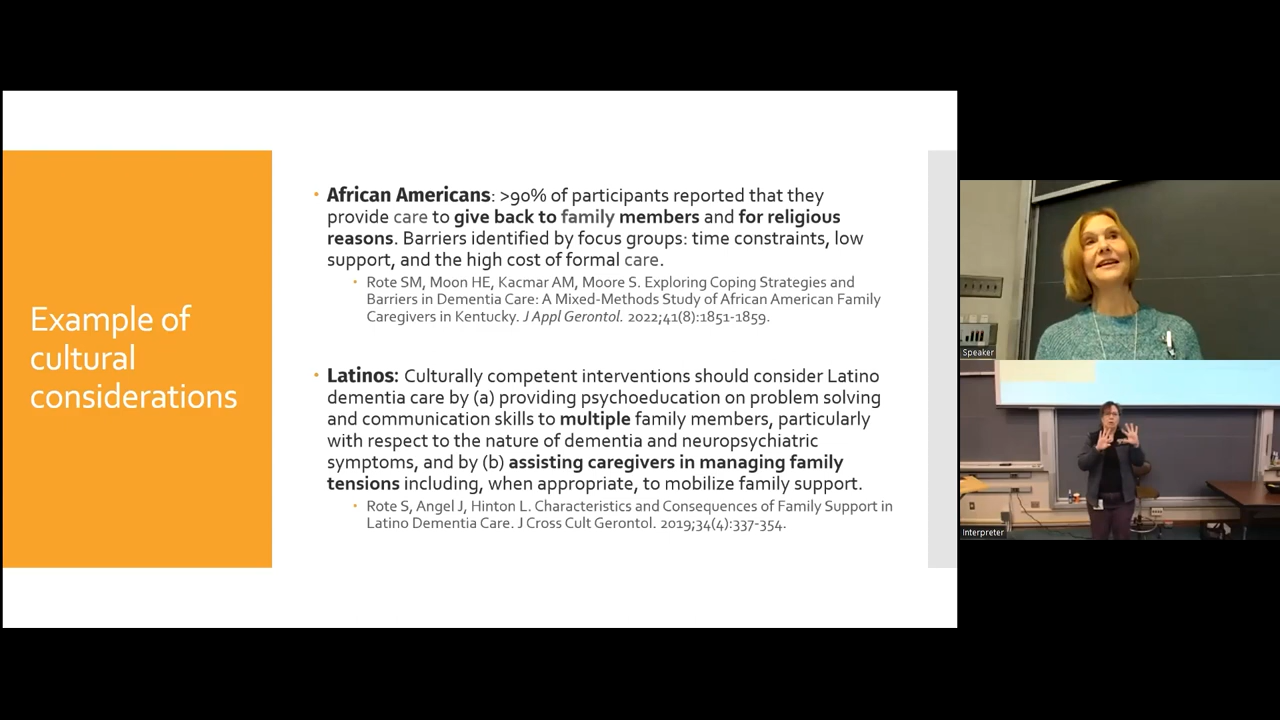 Example of
cultural
considerations
• African Americans: >90% of participants reported that they
provide care to give back to family members and for religious
reasons. Barriers identified by focus groups: time constraints, low
support, and the high cost of formal care.
• Rote SM, Moon HE, Kacmar AM, Moore S. Exploring Coping Strategies and
Barriers in Dementia Care: A Mixed-Methods Study of African American Family
Caregivers in Kentucky. J Appl Gerontol. 2022;41(8):1851-1859.
• Latinos: Culturally competent interventions should consider Latino
dementia care by (a) providing psychoeducation on problem solving
and communication skills to multiple family members, particularly
with respect to the nature of dementia and neuropsychiatric
symptoms, and by (b) assisting caregivers in managing family
tensions including, when appropriate, to mobilize family support.
• Rote S, Angel J, Hinton L. Characteristics and Consequences of Family Support in
Latino Dementia Care. J Cross Cult Gerontol. 2019;34(4):337-354.
Speaker
Interpreter